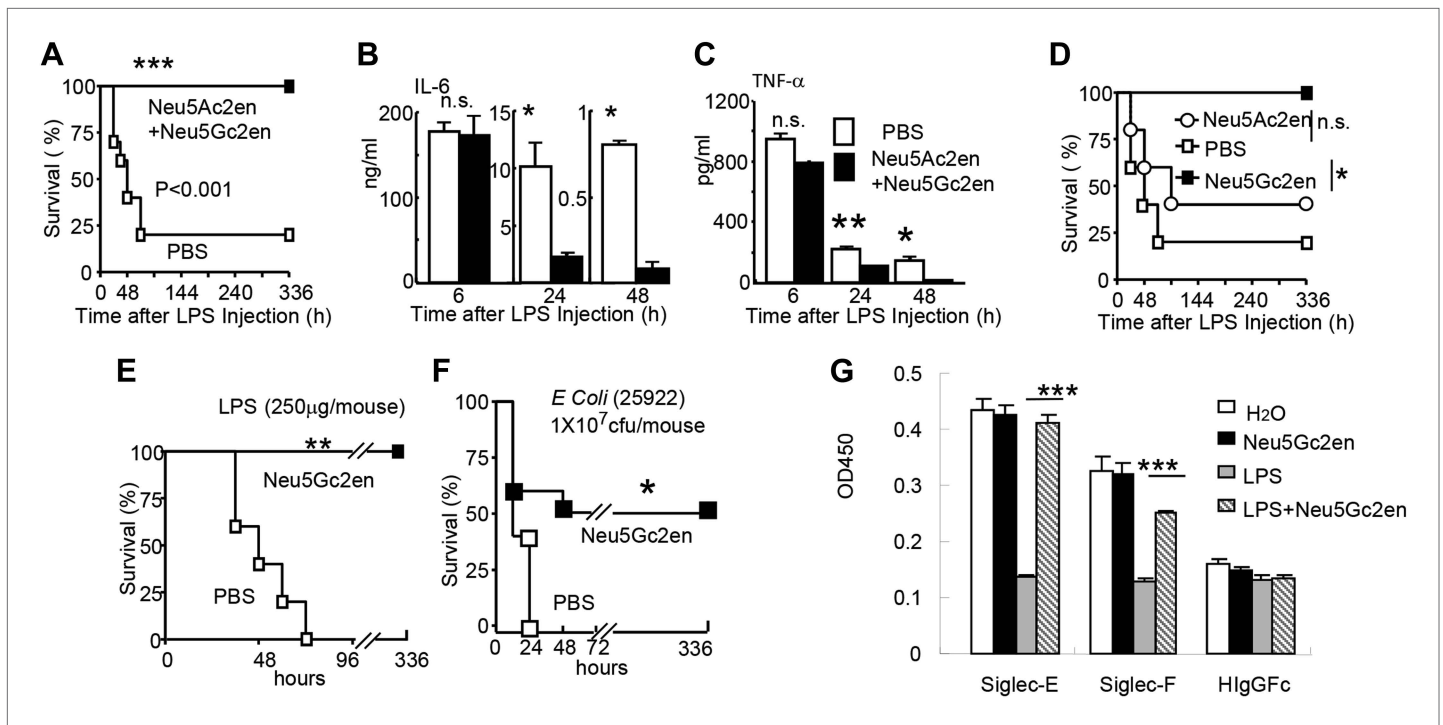 A
***
100
75
50
25
0
Survival ( %)
Neu5Ac2en
+Neu5Gc2en
P<0.001
PBS
0 48 144 240 336
Time after LPS Injection (h)
B
IL-6
n.s.
200
100
0
ng/ml
15
10
5
*
1
0.5
0
*
6 24 48
Time after LPS Injection (h)
C
TNF-α
1200
800
400
0
pg/ml
n.s.
**
*
PBS
Neu5Ac2en
+Neu5Gc2en
6 24 48
Time after LPS Injection (h)
D
100
75
50
25
0
Survival ( %)
Neu5Ac2en
n.s.
PBS
Neu5Gc2en
*
0 48 144 240 336
Time after LPS Injection (h)
E
LPS (250μg/mouse)
100
75
50
25
0
Survival (%)
**
Neu5Gc2en
PBS
0 48 96 336
hours
F
E Coli (25922)
1X10⁷cfu/mouse
100
75
50
25
0
Survival (%)
*
Neu5Gc2en
PBS
0 24 48 72 336
hours
G
0.5
0.4
0.3
0.2
0.1
0
OD450
***
***
H2O
Neu5Gc2en
LPS
LPS+Neu5Gc2en
Siglec-E Siglec-F HIgGFc